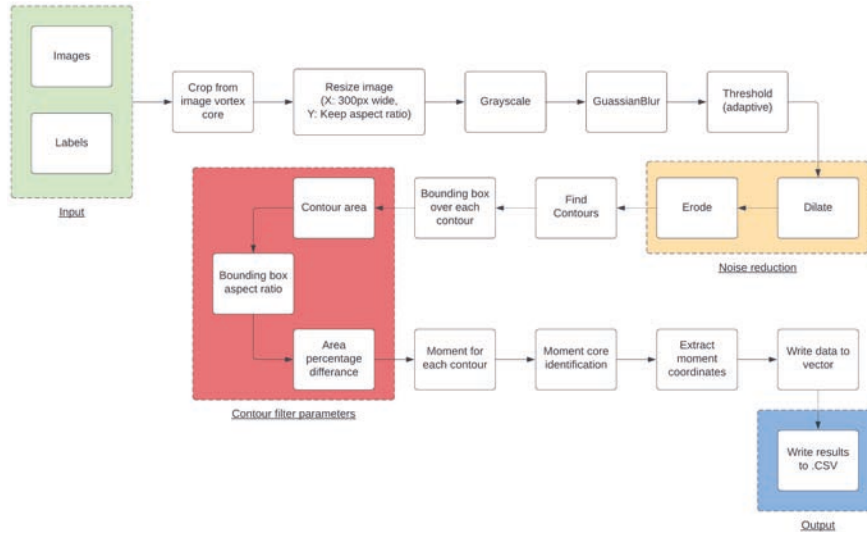 Images
Labels
Input
Crop from
image vortex
core
Resize image
(X: 300px wide,
Y: Keep aspect ratio)
Grayscale
GuassianBlur
Threshold
(adaptive)
Dilate
Erode
Noise reduction
Find
Contours
Bounding box
over each
contour
Contour area
Bounding box
aspect ratio
Area
percentage
differance
Contour filter parameters
Moment for
each contour
Moment core
identification
Extract
moment
coordinates
Write data to
vector
Write results
to .CSV
Output